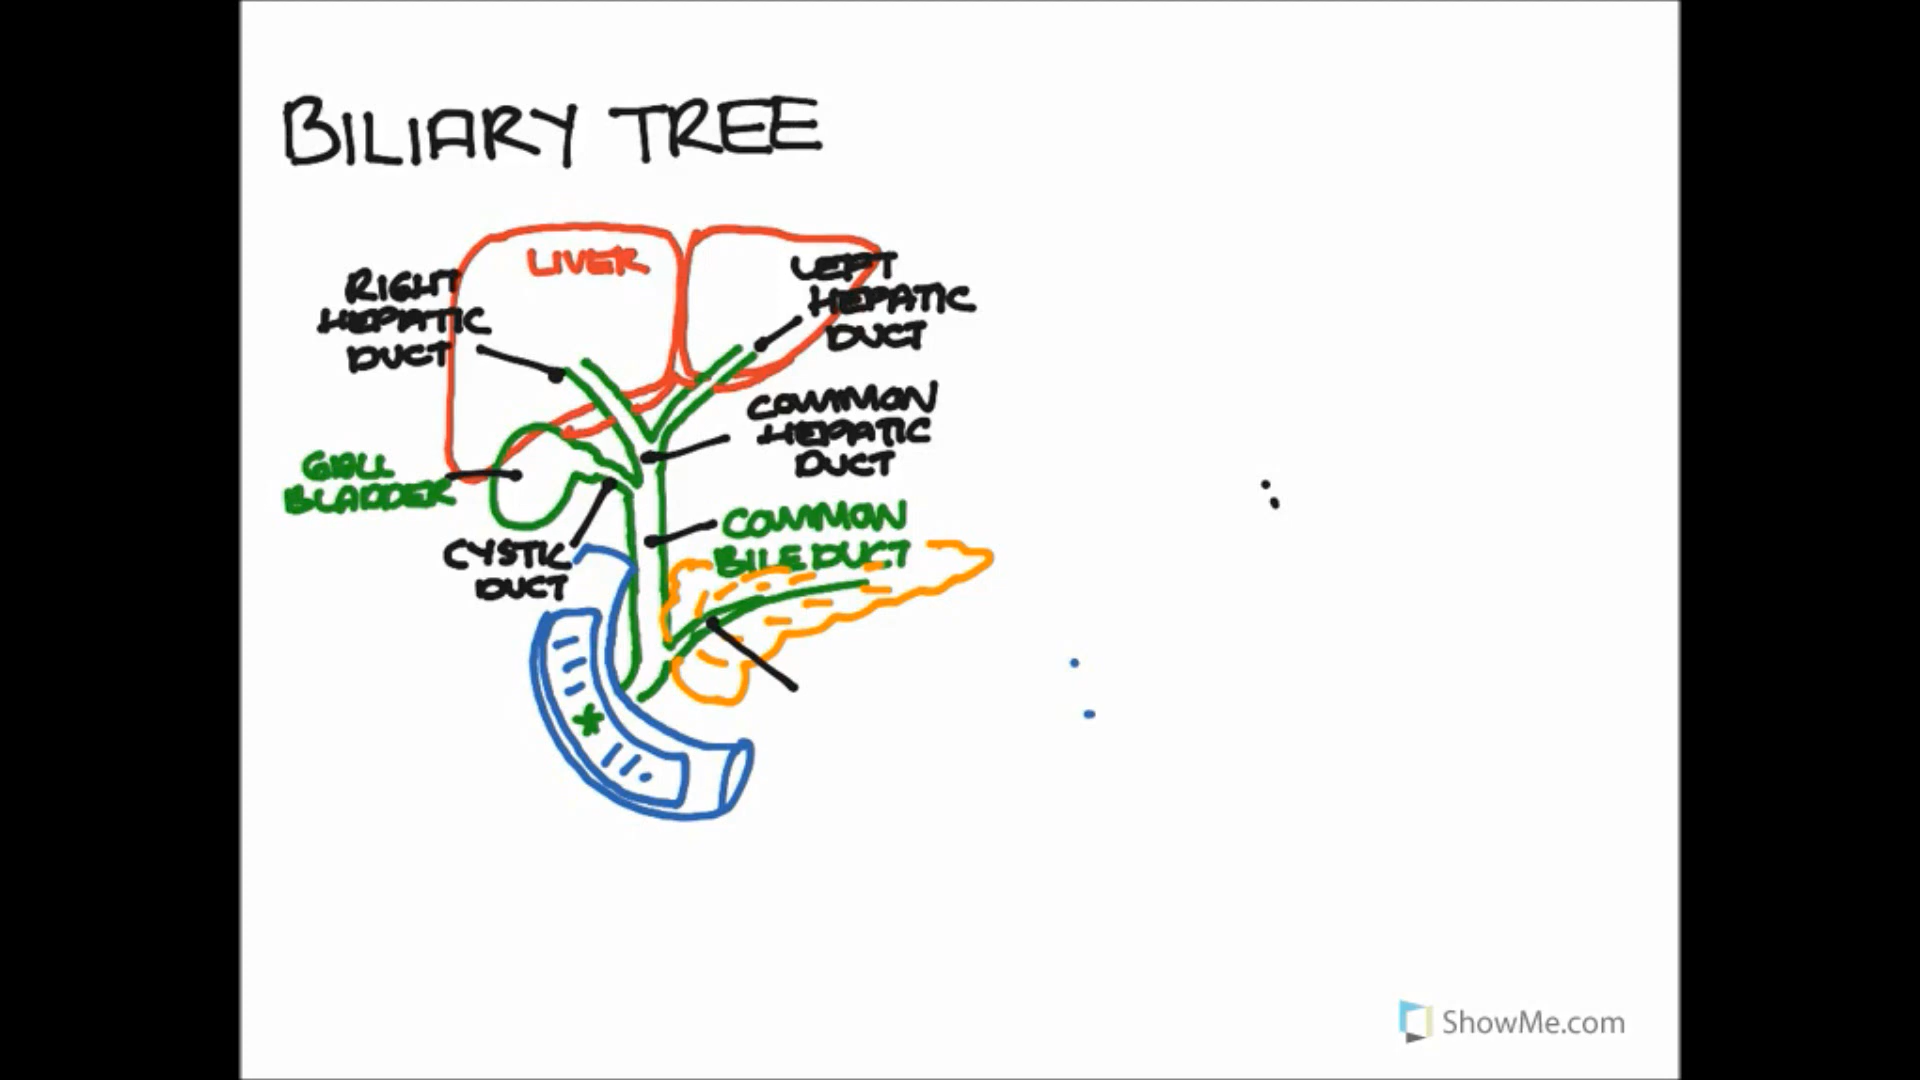 BILIARY TREE
LIVER
RIGHT
HEPATIC
DUCT
LEFT
HEPATIC
DUCT
COMMON
HEPATIC
DUCT
GALL
BLADDER
COMMON
BILE DUCT
CYSTIC
DUCT
ShowMe.com